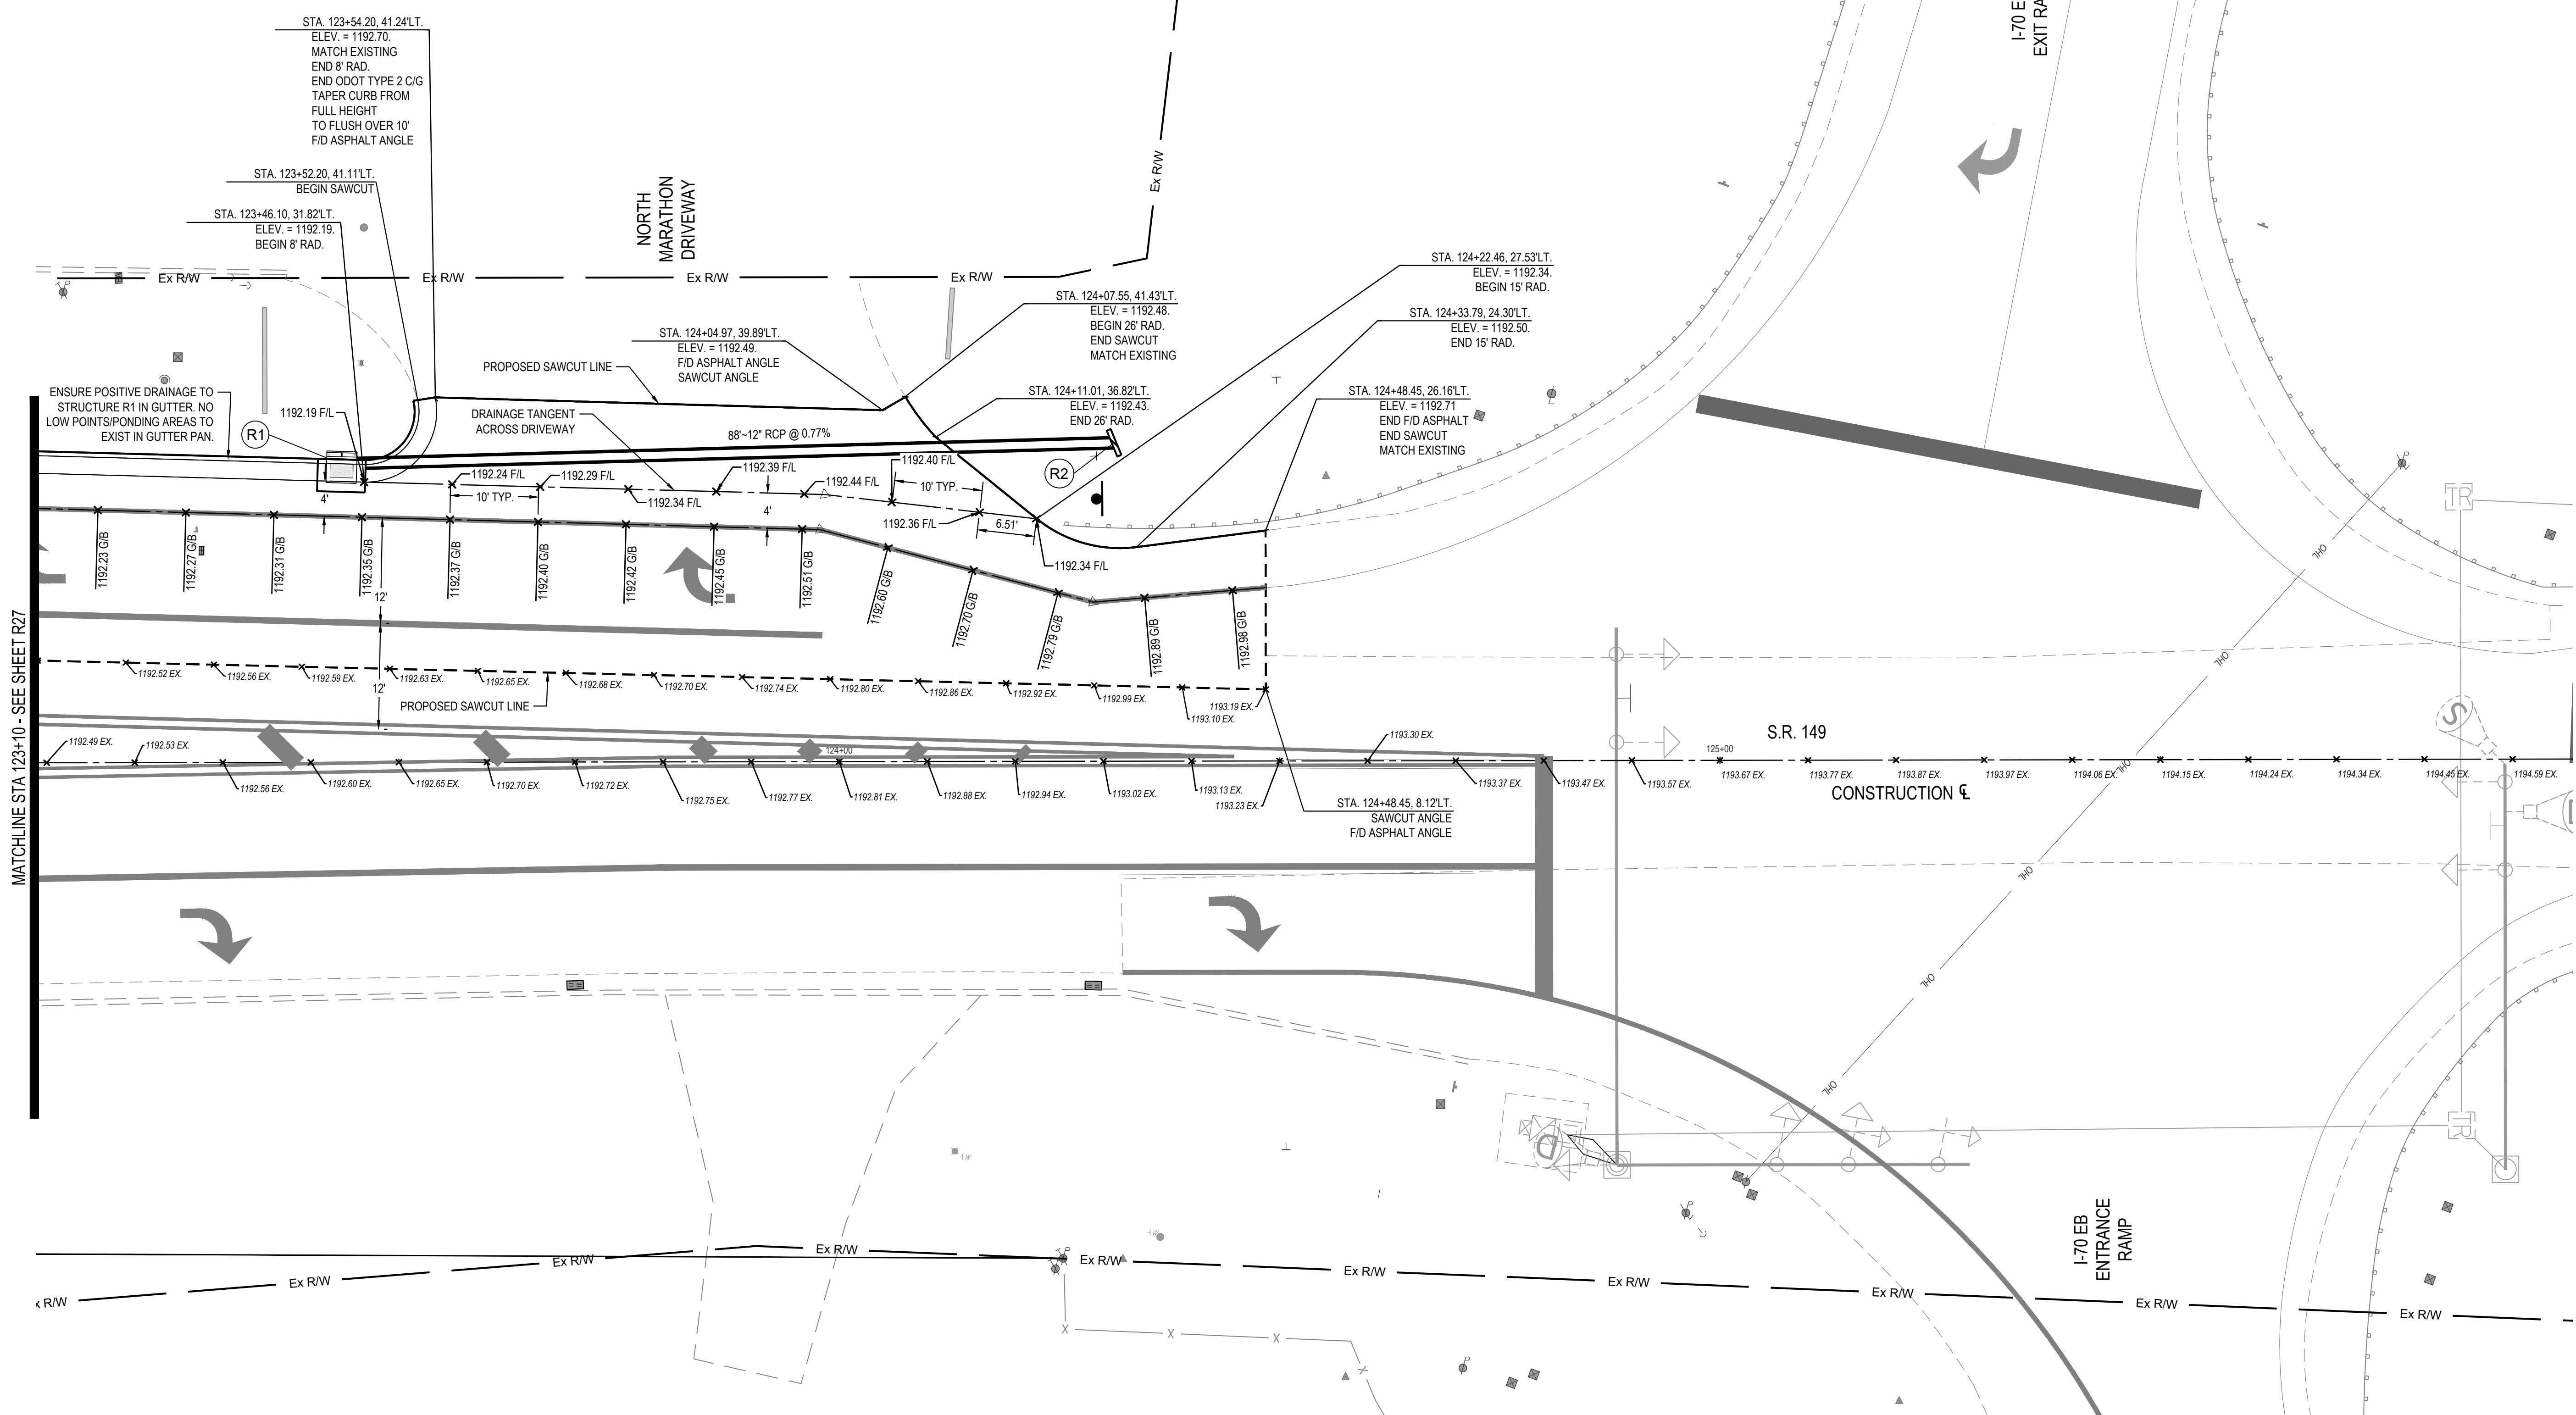 STA. 123+54.20, 41.24'LT.
ELEV. = 1192.70.
MATCH EXISTING
END 8' RAD.
END ODOT TYPE 2 C/G
TAPER CURB FROM
FULL HEIGHT
TO FLUSH OVER 10'
F/D ASPHALT ANGLE
STA. 123+52.20, 41.11'LT.
BEGIN SAWCUT
STA. 123+46.10, 31.82'LT.
ELEV. = 1192.19.
BEGIN 8' RAD.
NORTH
MARATHON
DRIVEWAY
Ex R/W
I-70 E
EXIT RA
Ex R/W
Ex R/W
Ex R/W
Ex R/W
STA. 124+04.97, 39.89'LT.
ELEV. = 1192.49.
F/D ASPHALT ANGLE
SAWCUT ANGLE
STA. 124+07.55, 41.43'LT.
ELEV. = 1192.48.
BEGIN 26' RAD.
END SAWCUT
MATCH EXISTING
STA. 124+11.01, 36.82'LT.
ELEV. = 1192.43.
END 26' RAD.
STA. 124+22.46, 27.53'LT.
ELEV. = 1192.34.
BEGIN 15' RAD.
STA. 124+33.79, 24.30'LT.
ELEV. = 1192.50.
END 15' RAD.
STA. 124+48.45, 26.16'LT.
ELEV. = 1192.71
END F/D ASPHALT
END SAWCUT
MATCH EXISTING
PROPOSED SAWCUT LINE
ENSURE POSITIVE DRAINAGE TO
STRUCTURE R1 IN GUTTER. NO
LOW POINTS/PONDING AREAS TO
EXIST IN GUTTER PAN.
R1
1192.19 F/L
DRAINAGE TANGENT
ACROSS DRIVEWAY
88'~12" RCP @ 0.77%
R2
1192.24 F/L
1192.29 F/L
1192.34 F/L
1192.39 F/L
1192.44 F/L
1192.40 F/L
1192.36 F/L
1192.34 F/L
10' TYP.
10' TYP.
6.51'
4'
4'
1192.23 G/B
1192.27 G/B
1192.31 G/B
1192.35 G/B
1192.37 G/B
1192.40 G/B
1192.42 G/B
1192.45 G/B
1192.51 G/B
1192.60 G/B
1192.70 G/B
1192.79 G/B
1192.89 G/B
1192.98 G/B
12'
12'
MATCHLINE STA 123+10 - SEE SHEET R27
1192.52 EX.
1192.56 EX.
1192.59 EX.
1192.63 EX.
1192.65 EX.
1192.68 EX.
1192.70 EX.
1192.74 EX.
1192.80 EX.
1192.86 EX.
1192.92 EX.
1192.99 EX.
1193.10 EX.
1193.19 EX.
PROPOSED SAWCUT LINE
1192.49 EX.
1192.53 EX.
1192.56 EX.
1192.60 EX.
1192.65 EX.
1192.70 EX.
1192.72 EX.
1192.75 EX.
1192.77 EX.
124+00
1192.81 EX.
1192.88 EX.
1192.94 EX.
1193.02 EX.
1193.13 EX.
1193.23 EX.
1193.30 EX.
1193.37 EX.
1193.47 EX.
1193.57 EX.
125+00
1193.67 EX.
1193.77 EX.
1193.87 EX.
1193.97 EX.
1194.06 EX.
1194.15 EX.
1194.24 EX.
1194.34 EX.
1194.45 EX.
1194.59 EX.
S.R. 149
CONSTRUCTION ℄
STA. 124+48.45, 8.12'LT.
SAWCUT ANGLE
F/D ASPHALT ANGLE
OHL
OHL
OHL
OHL
OHL
OHL
TR
TR
S
D
I-70 EB
ENTRANCE
RAMP
x R/W
Ex R/W
Ex R/W
Ex R/W
Ex R/W
Ex R/W
Ex R/W
Ex R/W
Ex R/W
Ex R/W